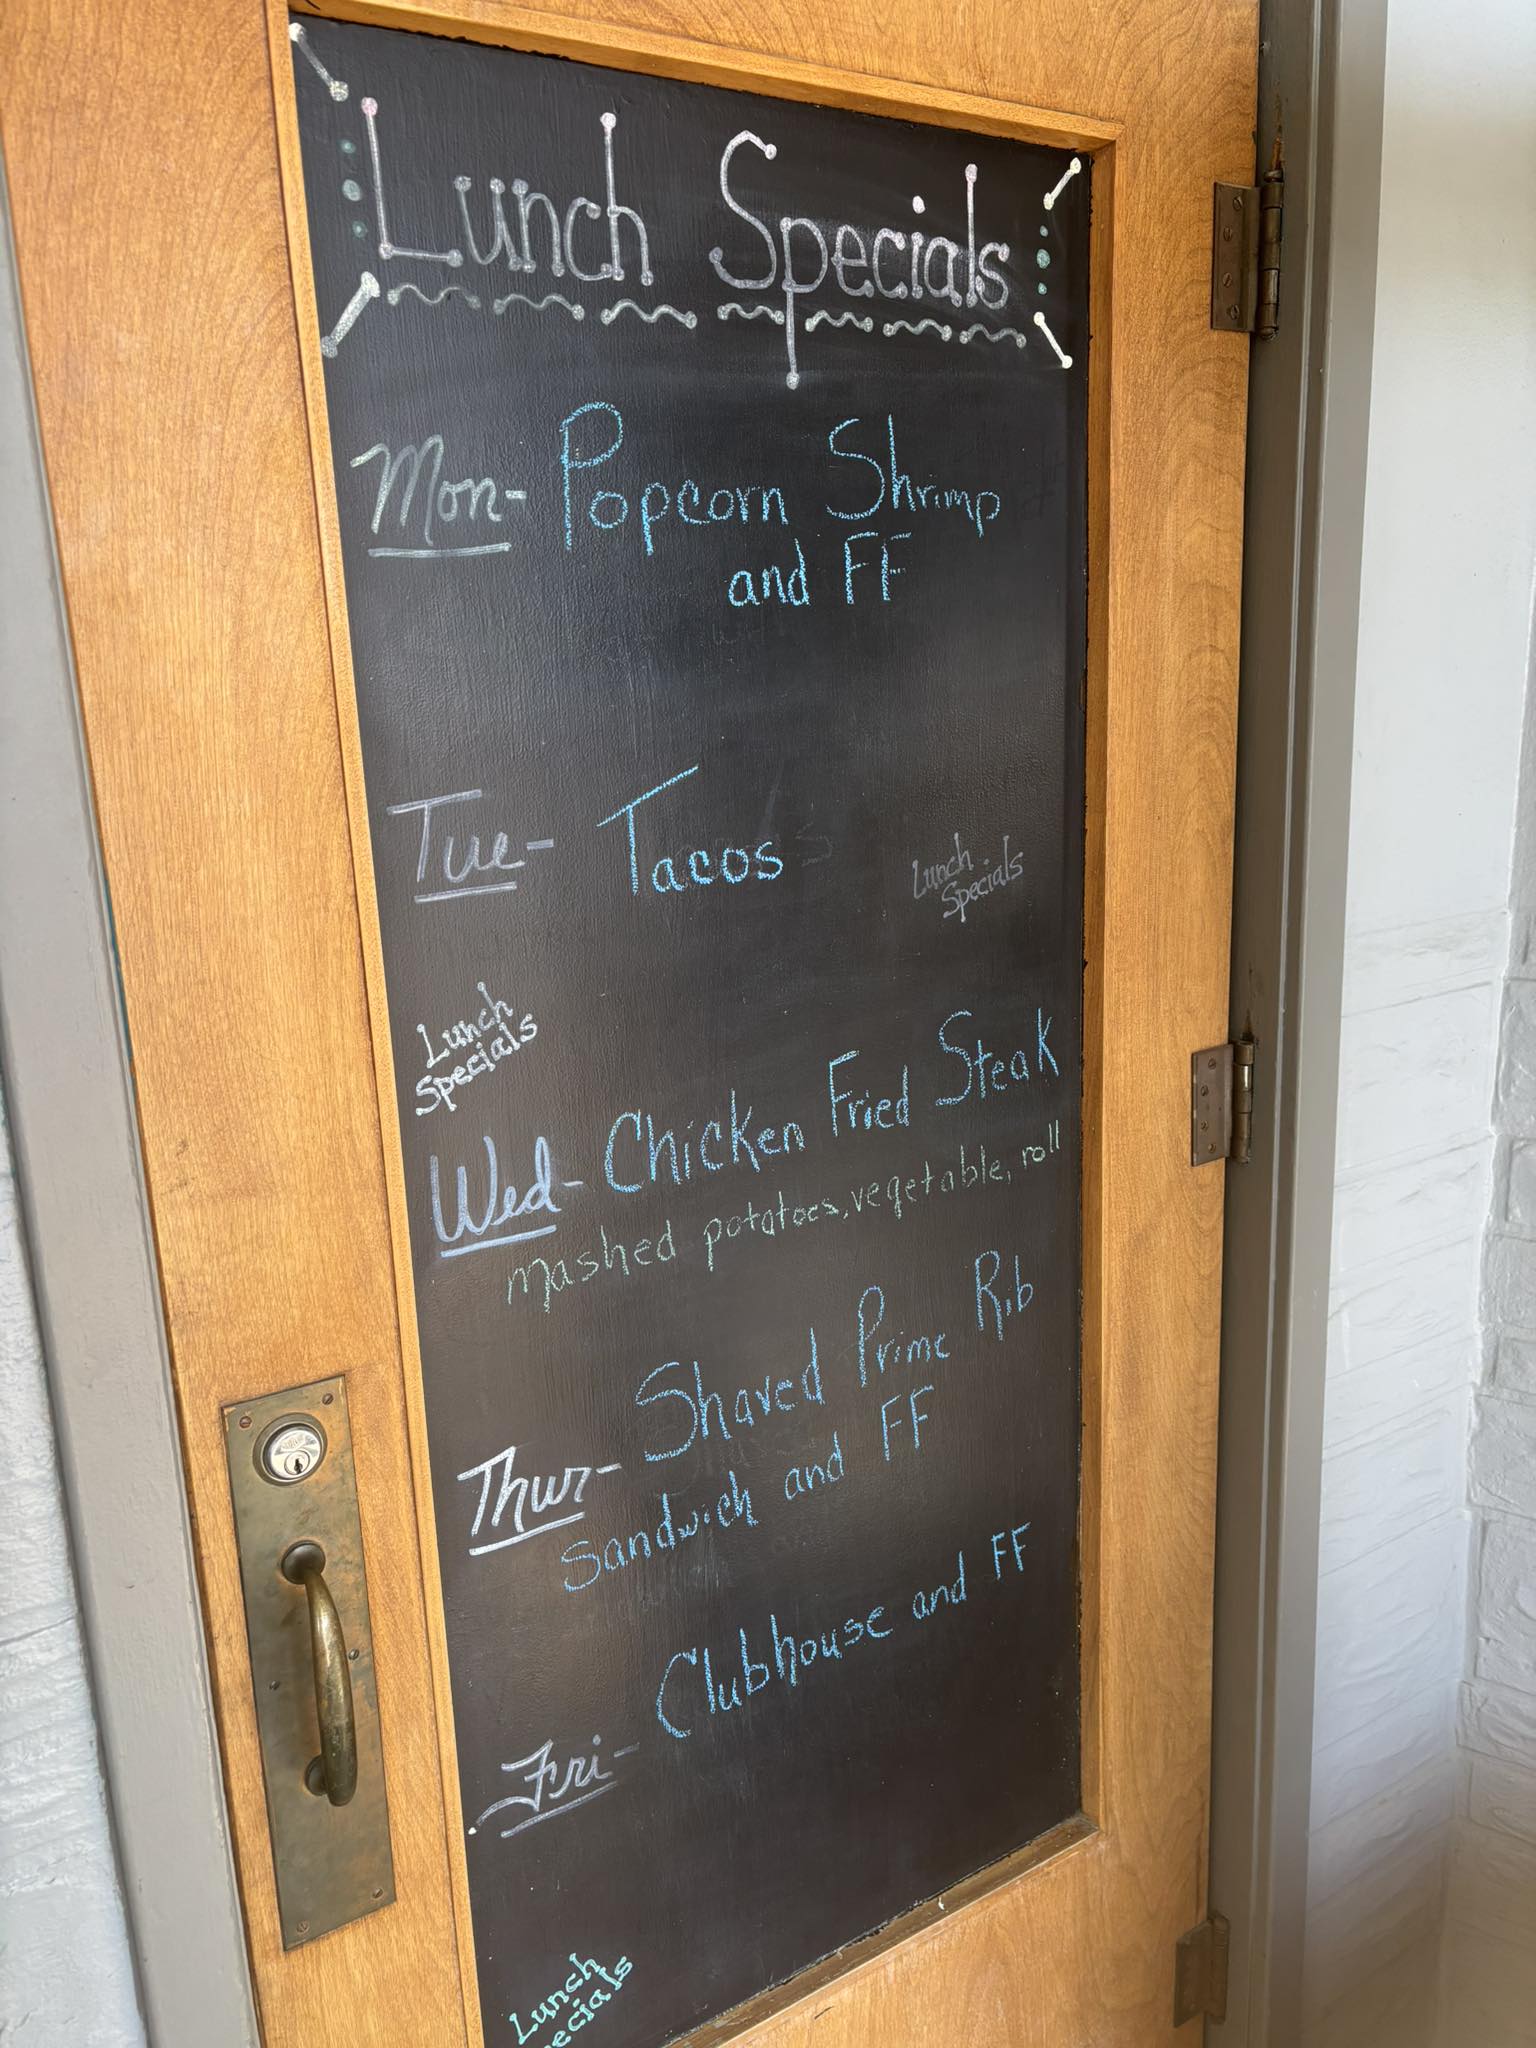 Lunch Specials
Mon- Popcorn Shrimp
and FF
Tue- Tacos
Lunch
Specials
Lunch
Specials
Wed- Chicken Fried Steak
mashed potatoes, vegetable, roll
Thur- Shaved Prime Rib
Sandwich and FF
Fri- Clubhouse and FF
Lunch
ecials